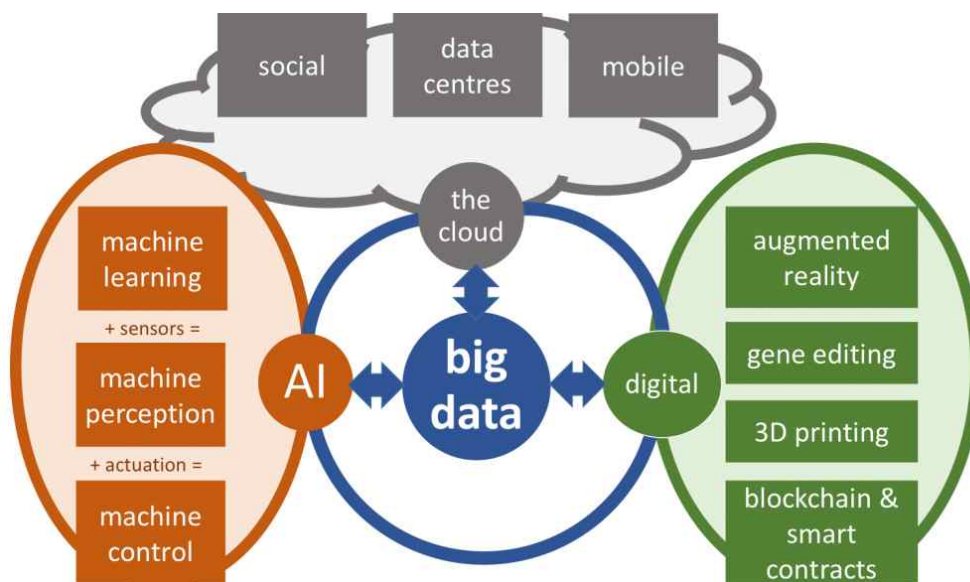 social
data
centres
mobile
the
cloud
machine
learning
+ sensors =
machine
perception
+ actuation =
machine
control
AI
big
data
digital
augmented
reality
gene editing
3D printing
blockchain &
smart
contracts